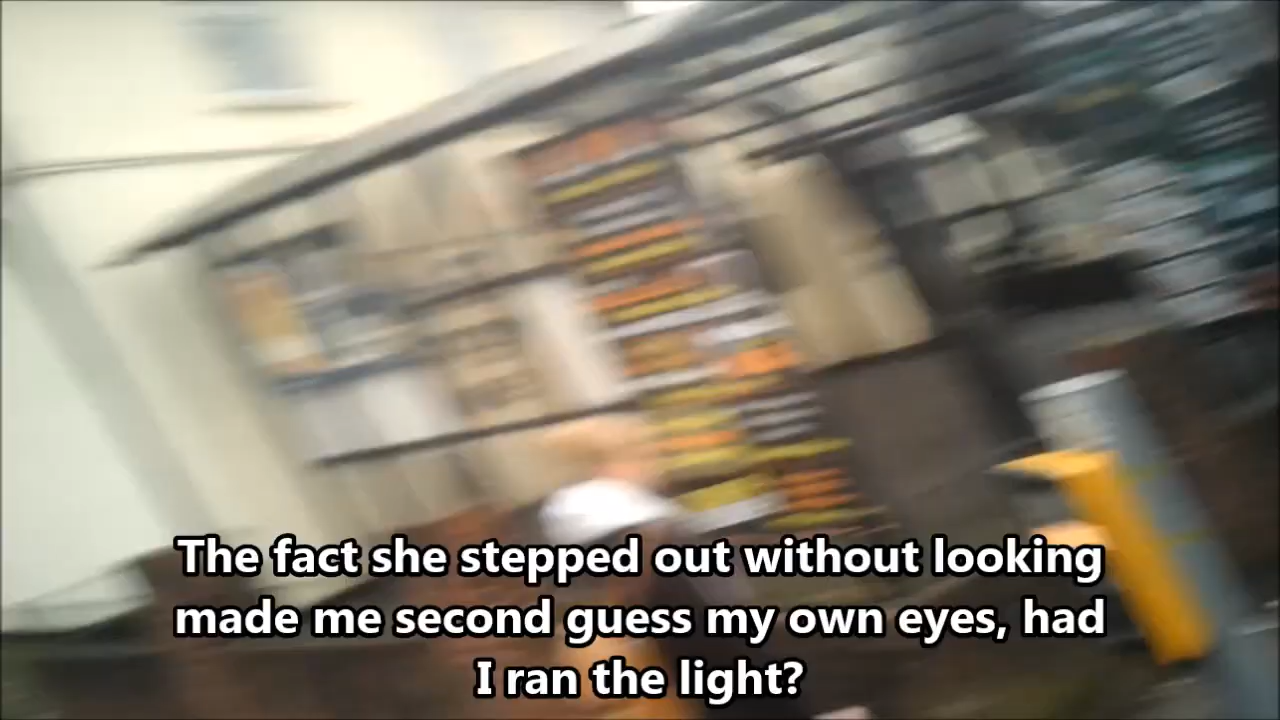 The fact she stepped out without looking
made me second guess my own eyes, had
I ran the light?